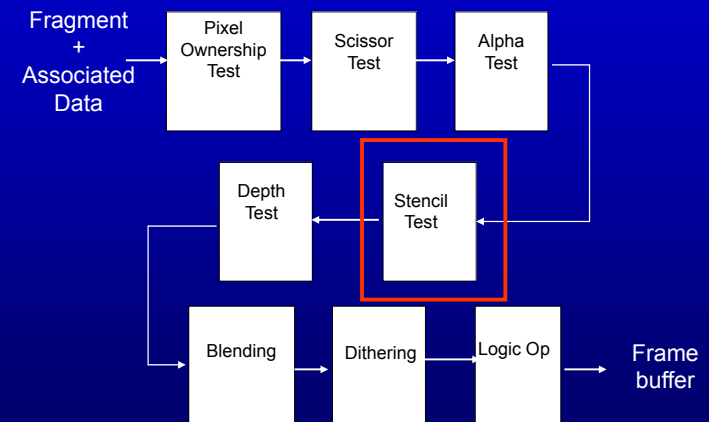 Fragment
+
Associated
Data
Pixel
Ownership
Test
Scissor
Test
Alpha
Test
Depth
Test
Stencil
Test
Blending
Dithering
Logic Op
Frame
buffer